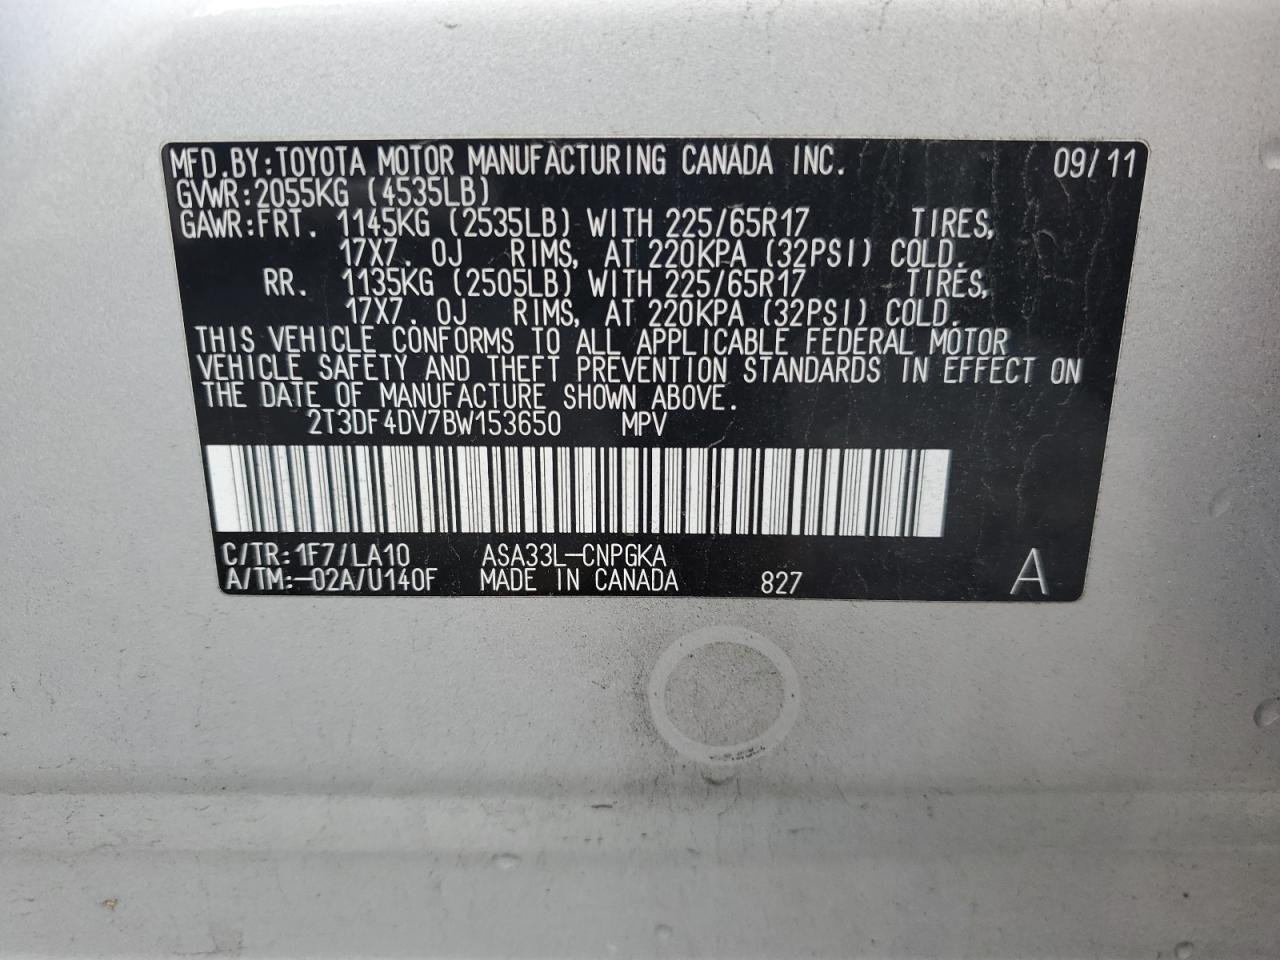 MFD.BY:TOYOTA MOTOR MANUFACTURING CANADA INC. 09/11
GVWR:2055KG (4535LB)
GAWR:FRT. 1145KG (2535LB) WITH 225/65R17 TIRES,
17X7.0J RIMS, AT 220KPA (32PSI) COLD.
RR. 1135KG (2505LB) WITH 225/65R17 TIRES,
17X7.0J RIMS, AT 220KPA (32PSI) COLD.
THIS VEHICLE CONFORMS TO ALL APPLICABLE FEDERAL MOTOR
VEHICLE SAFETY AND THEFT PREVENTION STANDARDS IN EFFECT ON
THE DATE OF MANUFACTURE SHOWN ABOVE.
2T3DF4DV7BW153650 MPV
C/TR:1F7/LA10 ASA33L-CNPGKA
A/TM:-02A/U140F MADE IN CANADA 827 A